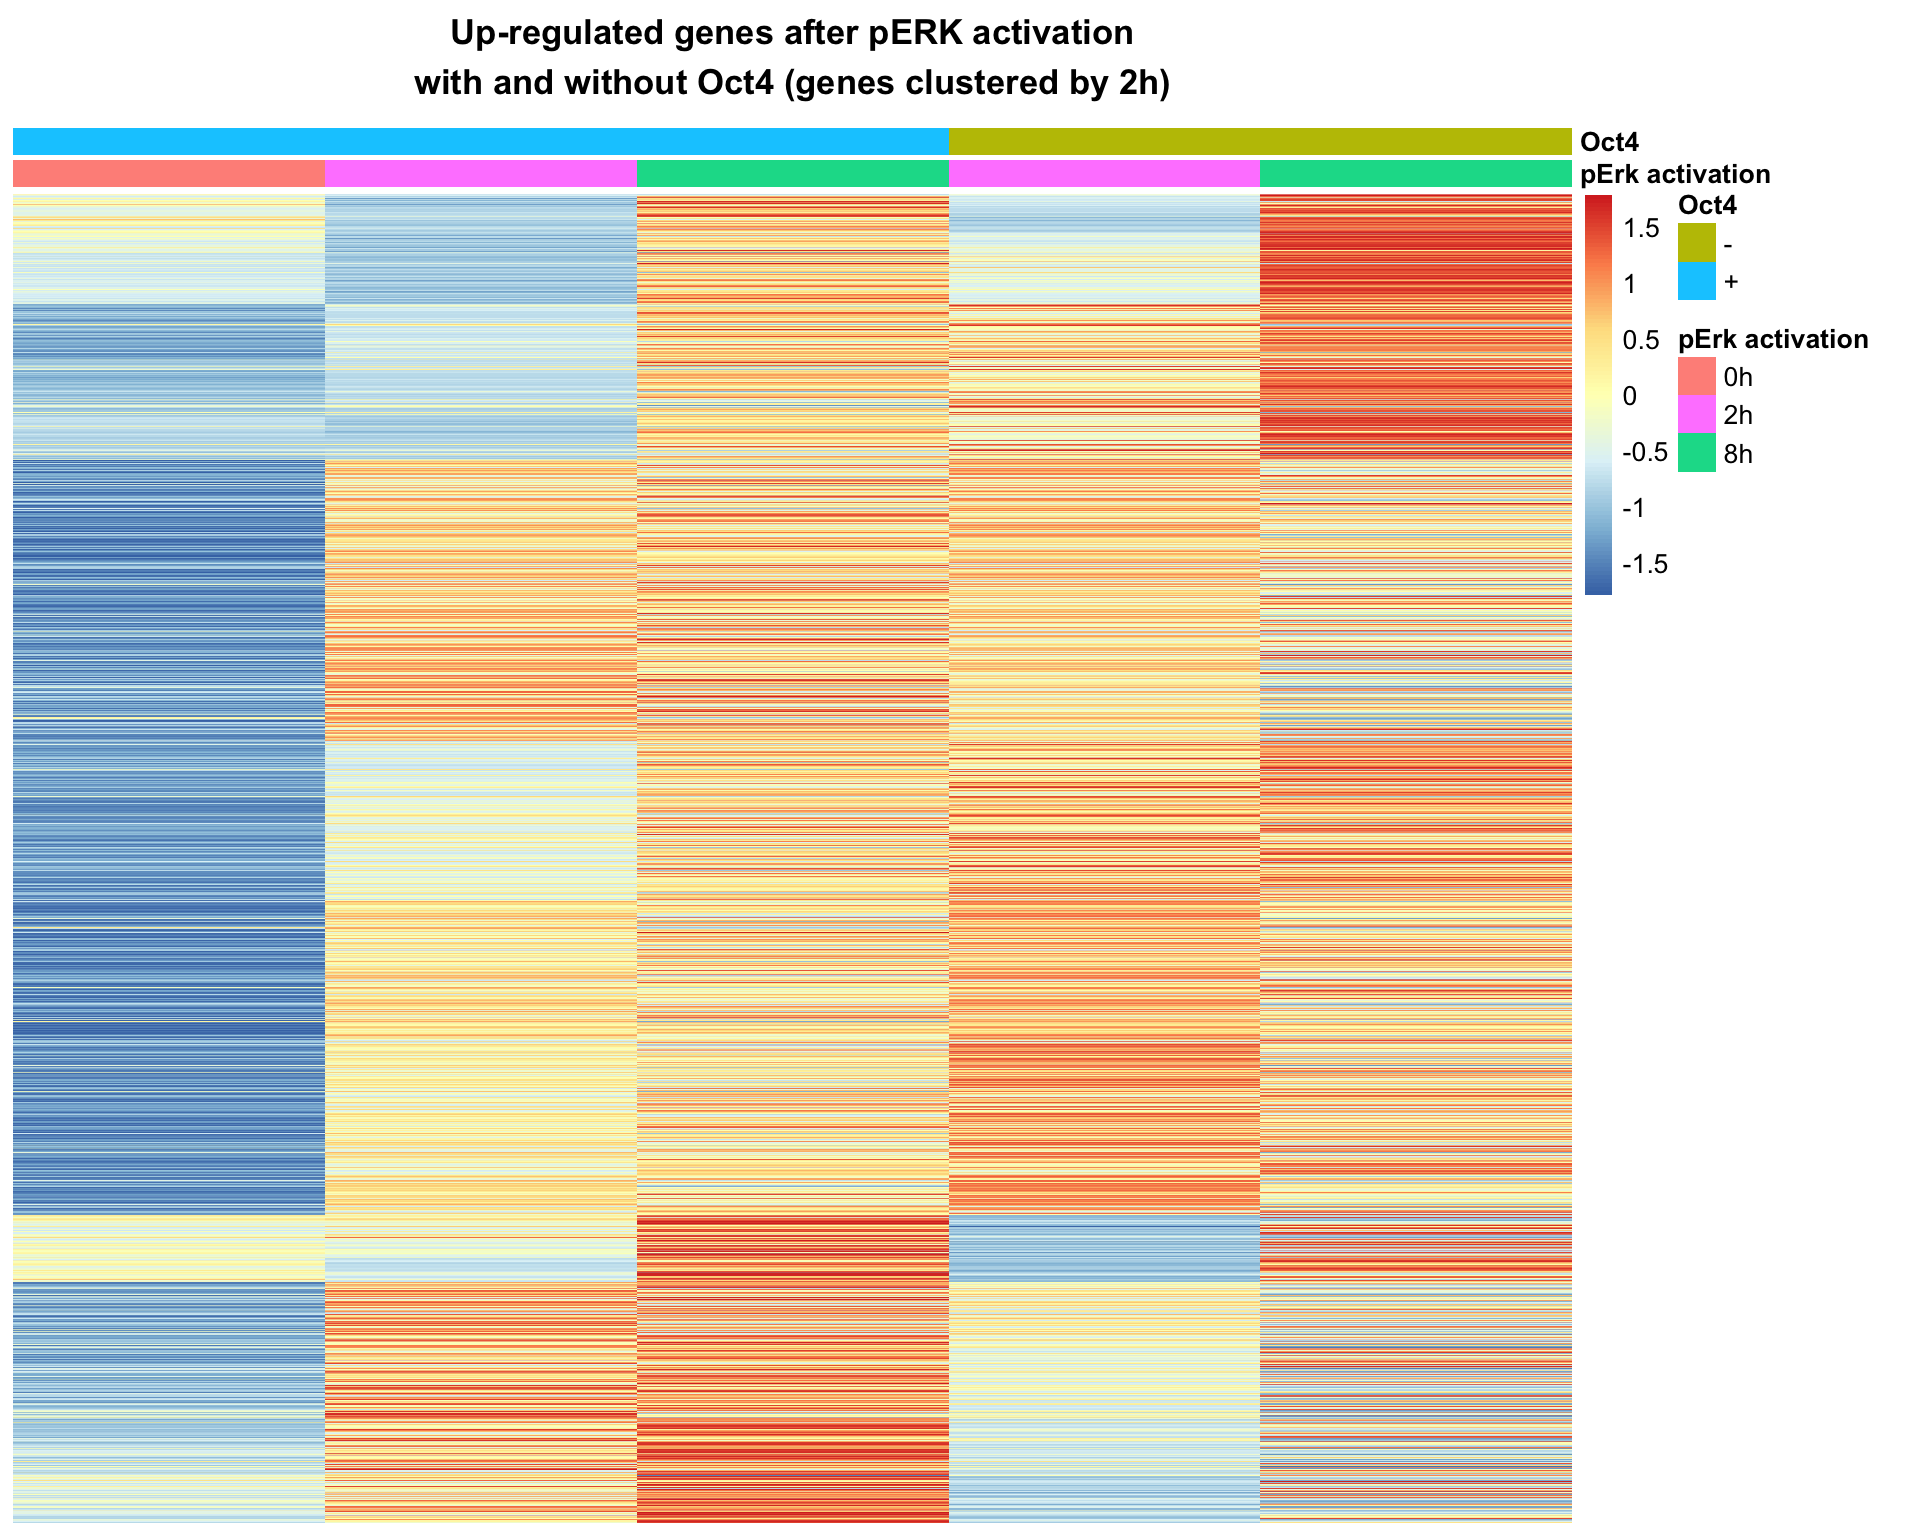 Up-regulated genes after pERK activation
with and without Oct4 (genes clustered by 2h)
Oct4
pErk activation
1.5
1
0.5
0
-0.5
-1
-1.5
Oct4
-
+
pErk activation
0h
2h
8h